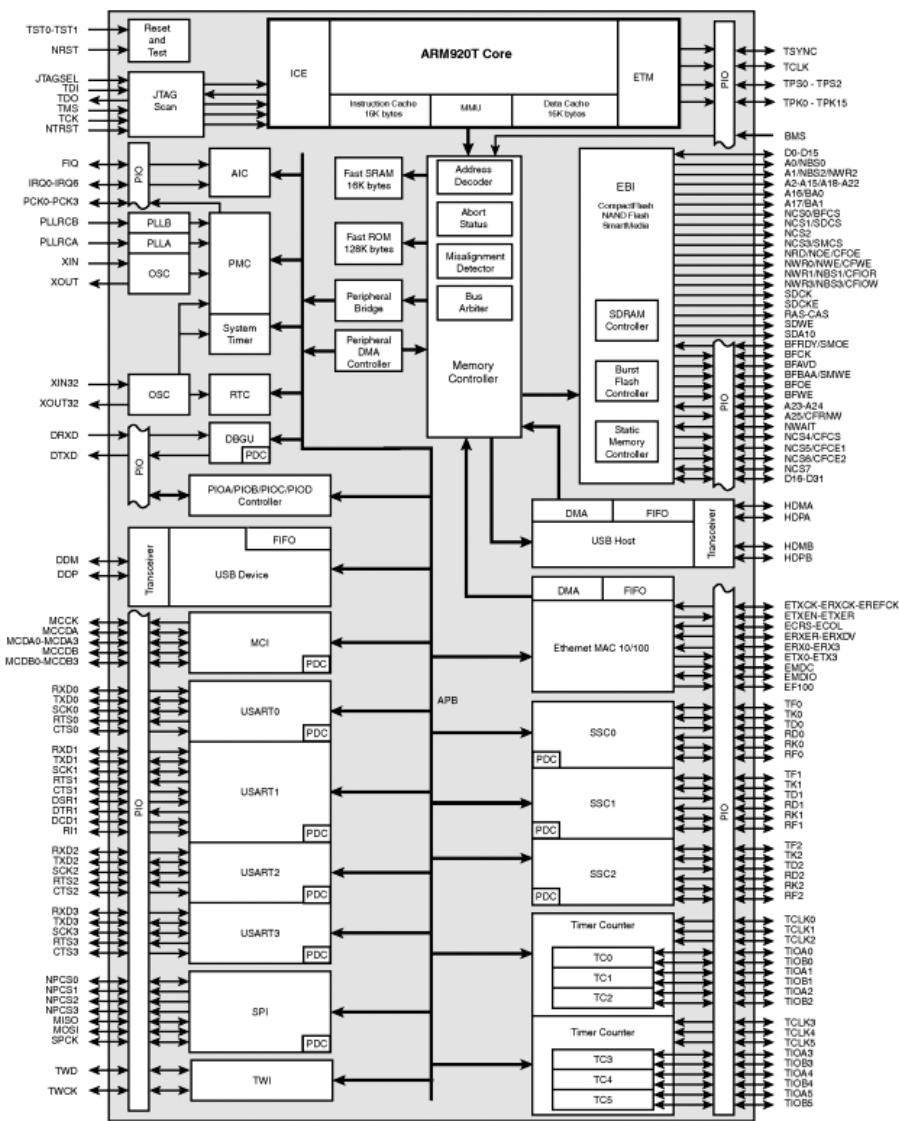 TST0-TST1
NRST
Reset
and
Test
JTAGSEL
TDI
TDO
TMS
TCK
NTRST
JTAG
Scan
ICE
ARM920T Core
Instruction Cache
16K bytes
MMU
Data Cache
16K bytes
ETM
PIO
TSYNC
TCLK
TPS0 - TPS2
TPK0 - TPK15
BMS
FIQ
IRQ0-IRQ6
PCK0-PCK3
PLLRCB
PLLRCA
XIN
XOUT
PIO
AIC
PLLB
PLLA
OSC
PMC
System
Timer
XIN32
XOUT32
OSC
RTC
DRXD
DTXD
PIO
DBGU
PDC
PIOA/PIOB/PIOC/PIOD
Controller
Fast SRAM
16K bytes
Fast ROM
128K bytes
Peripheral
Bridge
Peripheral
DMA
Controller
Address
Decoder
Abort
Status
Misalignment
Detector
Bus
Arbiter
Memory
Controller
EBI
CompactFlash
NAND Flash
SmartMedia
SDRAM
Controller
Burst
Flash
Controller
Static
Memory
Controller
D0-D15
A0/NBS0
A1/NBS2/NWR2
A2-A15/A18-A22
A16/BA0
A17/BA1
NCS0/BFCS
NCS1/SDCS
NCS2
NCS3/SMCS
NRD/NOE/CFOE
NWR0/NWE/CFWE
NWR1/NBS1/CFIOR
NWR3/NBS3/CFIOW
SDCK
SDCKE
RAS-CAS
SDWE
SDA10
BFRDY/SMOE
BFCK
BFAVD
BFBAA/SMWE
BFOE
BFWE
A23-A24
A25/CFRNW
NWAIT
NCS4/CFCS
NCS5/CFCE1
NCS6/CFCE2
NCS7
D16-D31
PIO
DDM
DDP
Transceiver
FIFO
USB Device
DMA
FIFO
USB Host
Transceiver
HDMA
HDPA
HDMB
HDPB
DMA
FIFO
Ethernet MAC 10/100
ETXCK-ERXCK-EREFCK
ETXEN-ETXER
ECRS-ECOL
ERXER-ERXDV
ERX0-ERX3
ETX0-ETX3
EMDC
EMDIO
EF100
MCCK
MCCDA
MCDA0-MCDA3
MCCDB
MCDB0-MCDB3
MCI
PDC
RXD0
TXD0
SCK0
RTS0
CTS0
USART0
PDC
RXD1
TXD1
SCK1
RTS1
CTS1
DSR1
DTR1
DCD1
RI1
PIO
USART1
PDC
RXD2
TXD2
SCK2
RTS2
CTS2
USART2
PDC
RXD3
TXD3
SCK3
RTS3
CTS3
USART3
PDC
NPCS0
NPCS1
NPCS2
NPCS3
MISO
MOSI
SPCK
SPI
PDC
TWD
TWCK
TWI
APB
SSC0
PDC
TF0
TK0
TD0
RD0
RK0
RF0
SSC1
PDC
PIO
TF1
TK1
TD1
RD1
RK1
RF1
SSC2
PDC
TF2
TK2
TD2
RD2
RK2
RF2
Timer Counter
TC0
TC1
TC2
TCLK0
TCLK1
TCLK2
TIOA0
TIOB0
TIOA1
TIOB1
TIOA2
TIOB2
Timer Counter
TC3
TC4
TC5
TCLK3
TCLK4
TCLK5
TIOA3
TIOB3
TIOA4
TIOB4
TIOA5
TIOB5